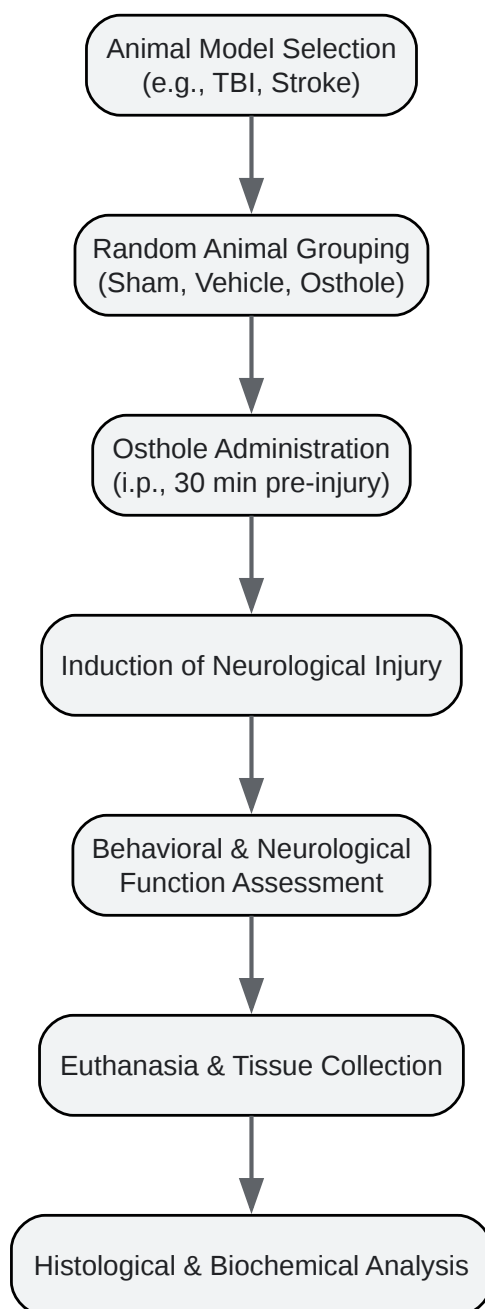 Animal Model Selection
(e.g., TBI, Stroke)
Random Animal Grouping
(Sham, Vehicle, Osthole)
Osthole Administration
(i.p., 30 min pre-injury)
Induction of Neurological Injury
Behavioral & Neurological
Function Assessment
Euthanasia & Tissue Collection
Histological & Biochemical Analysis